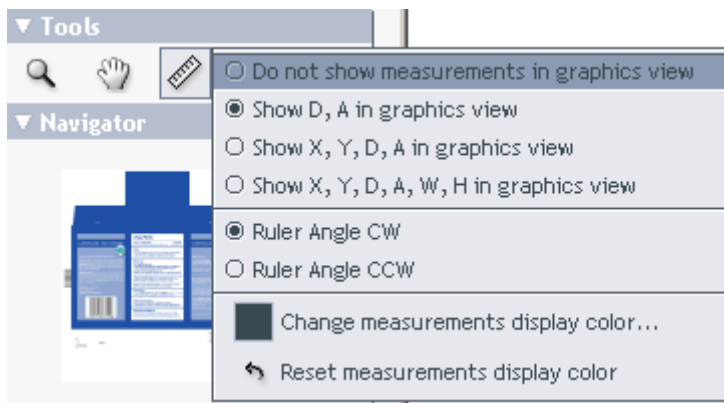 Tools
Do not show measurements in graphics view
Show D, A in graphics view
Navigator
Show X, Y, D, A in graphics view
Show X, Y, D, A, W, H in graphics view
Ruler Angle CW
Ruler Angle CCW
Change measurements display color...
Reset measurements display color